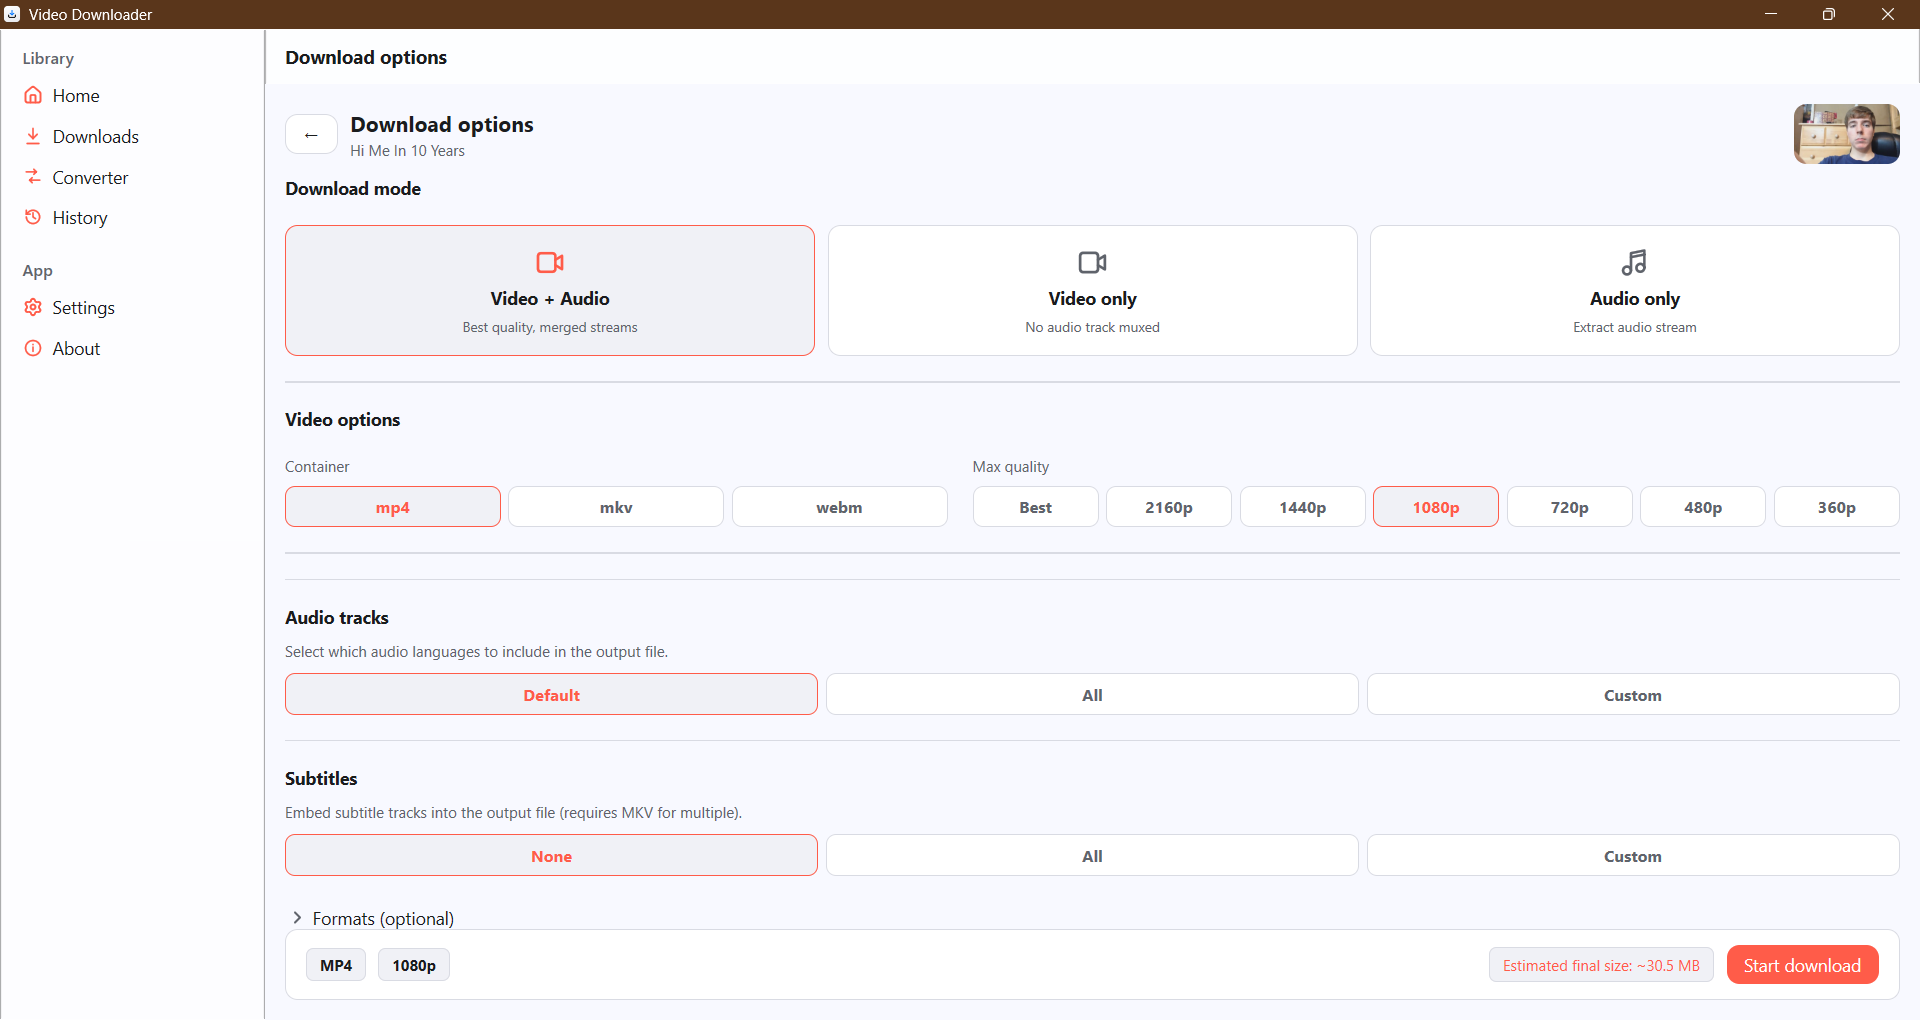 Video Downloader
Library
Home
Downloads
Converter
History
App
Settings
About
Download options
←
Download options
Hi Me In 10 Years
Download mode
Video + Audio
Best quality, merged streams
Video only
No audio track muxed
Audio only
Extract audio stream
Video options
Container
mp4 mkv webm
Max quality
Best 2160p 1440p 1080p 720p 480p 360p
Audio tracks
Select which audio languages to include in the output file.
Default All Custom
Subtitles
Embed subtitle tracks into the output file (requires MKV for multiple).
None All Custom
Formats (optional)
MP4 1080p Estimated final size: ~30.5 MB Start download